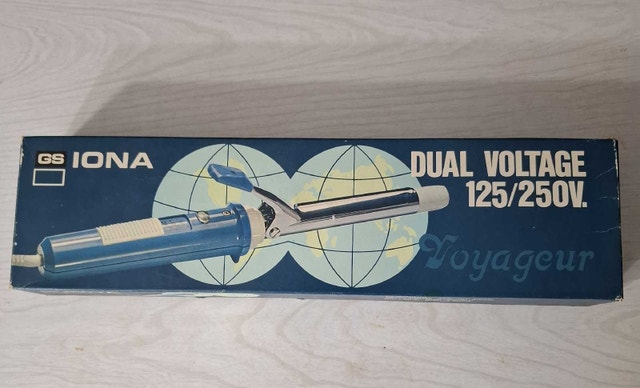 GS IONA
DUAL VOLTAGE
125/250V.
Voyageur